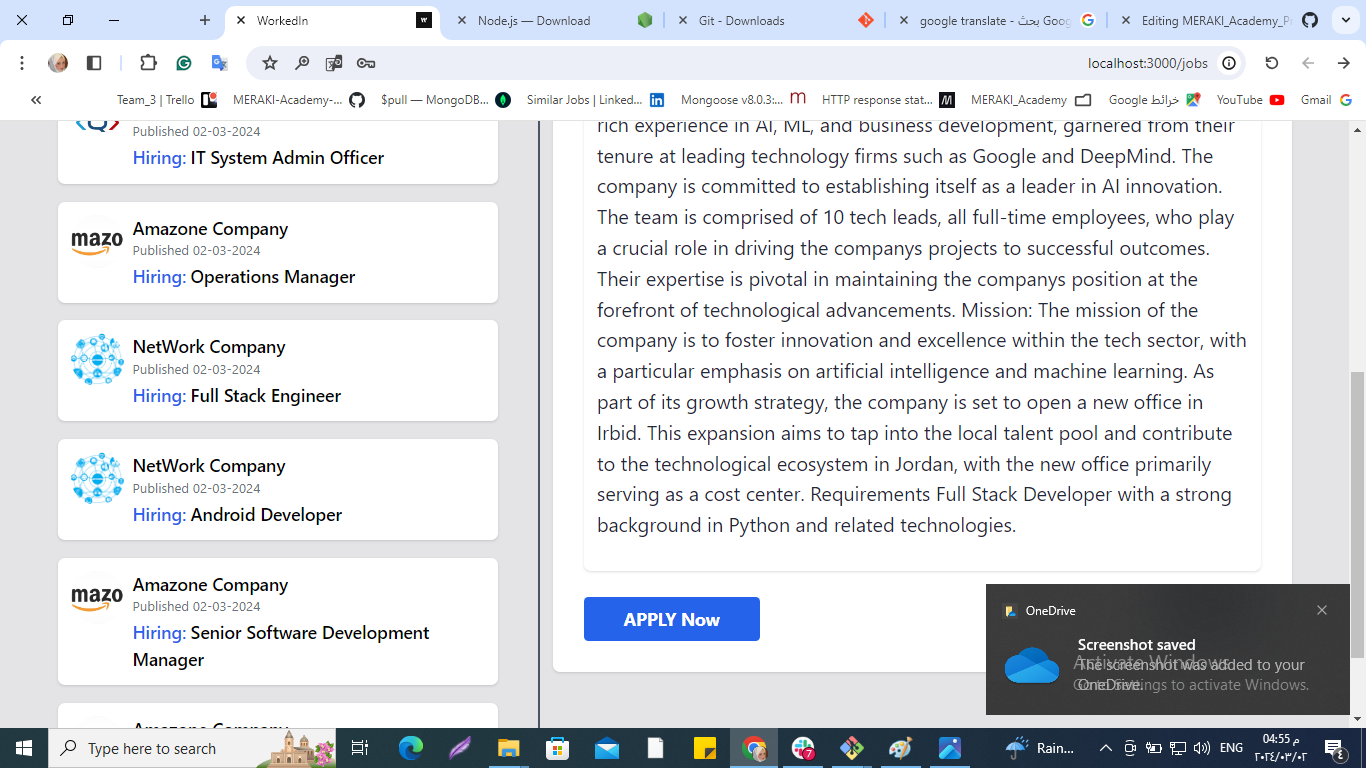 WorkedIn
Node.js — Download
Git - Downloads
google translate - بحث Goog
Editing MERAKI_Academy_P
localhost:3000/jobs
Team_3 | Trello
MERAKI-Academy-...
$pull — MongoDB...
Similar Jobs | Linked...
Mongoose v8.0.3:...
HTTP response stat...
MERAKI_Academy
خرائط Google
YouTube
Gmail
Published 02-03-2024
Hiring: IT System Admin Officer
mazo
Amazone Company
Published 02-03-2024
Hiring: Operations Manager
NetWork Company
Published 02-03-2024
Hiring: Full Stack Engineer
NetWork Company
Published 02-03-2024
Hiring: Android Developer
mazo
Amazone Company
Published 02-03-2024
Hiring: Senior Software Development
Manager
Amazone Company
rich experience in AI, ML, and business development, garnered from their
tenure at leading technology firms such as Google and DeepMind. The
company is committed to establishing itself as a leader in AI innovation.
The team is comprised of 10 tech leads, all full-time employees, who play
a crucial role in driving the companys projects to successful outcomes.
Their expertise is pivotal in maintaining the companys position at the
forefront of technological advancements. Mission: The mission of the
company is to foster innovation and excellence within the tech sector, with
a particular emphasis on artificial intelligence and machine learning. As
part of its growth strategy, the company is set to open a new office in
Irbid. This expansion aims to tap into the local talent pool and contribute
to the technological ecosystem in Jordan, with the new office primarily
serving as a cost center. Requirements Full Stack Developer with a strong
background in Python and related technologies.
APPLY Now
OneDrive
Screenshot saved
The screenshot was added to your
OneDrive.
Activate Windows
Go to Settings to activate Windows.
Type here to search
7
Rain...
ENG
04:55 م
٢٠٢٤/٠٣/٠٢
٤